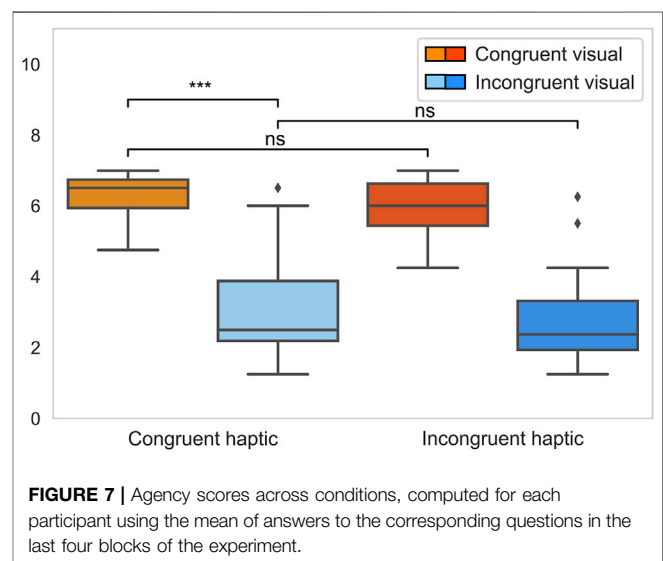 10
8
6
4
2
0
Congruent visual
Incongruent visual
***
ns
ns
Congruent haptic
Incongruent haptic
FIGURE 7 | Agency scores across conditions, computed for each
participant using the mean of answers to the corresponding questions in the
last four blocks of the experiment.